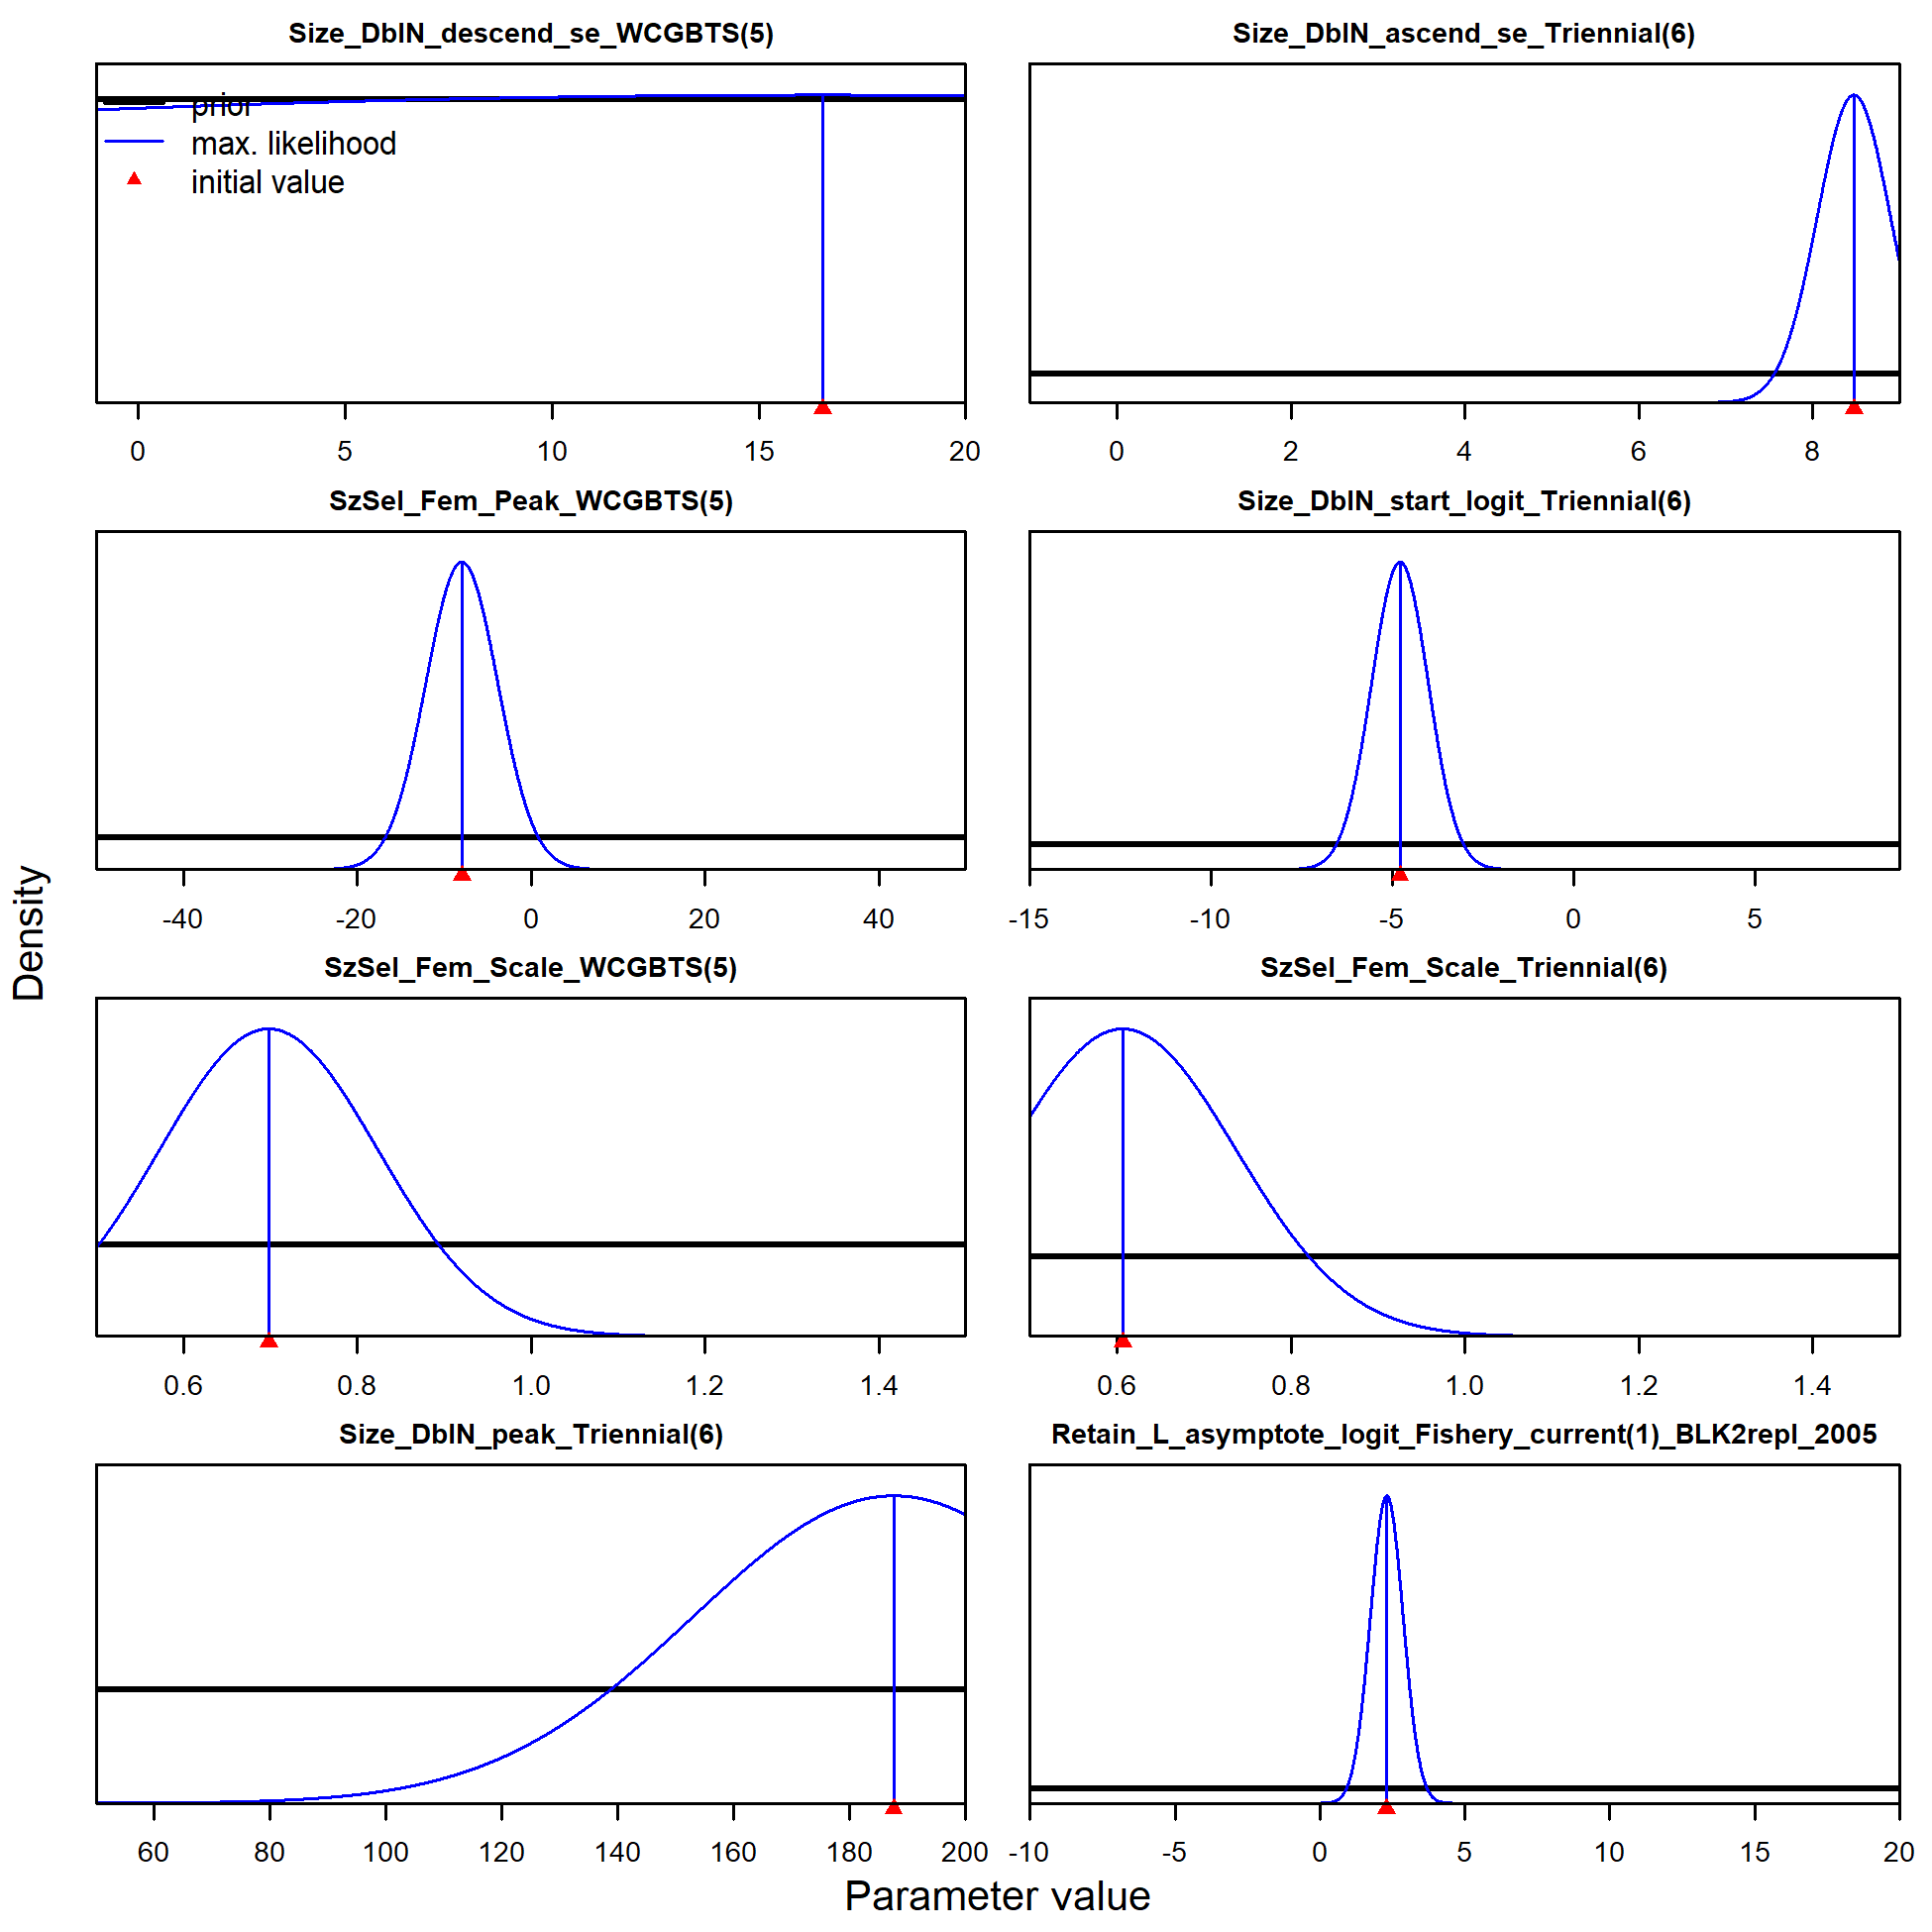 Size_DblN_descend_se_WCGBTS(5)
prior
max. likelihood
initial value
0 5 10 15 20
Size_DblN_ascend_se_Triennial(6)
0 2 4 6 8
SzSel_Fem_Peak_WCGBTS(5)
-40 -20 0 20 40
Size_DblN_start_logit_Triennial(6)
-15 -10 -5 0 5
SzSel_Fem_Scale_WCGBTS(5)
0.6 0.8 1.0 1.2 1.4
SzSel_Fem_Scale_Triennial(6)
0.6 0.8 1.0 1.2 1.4
Size_DblN_peak_Triennial(6)
60 80 100 120 140 160 180 200
Retain_L_asymptote_logit_Fishery_current(1)_BLK2repl_2005
-10 -5 0 5 10 15 20
Density
Parameter value